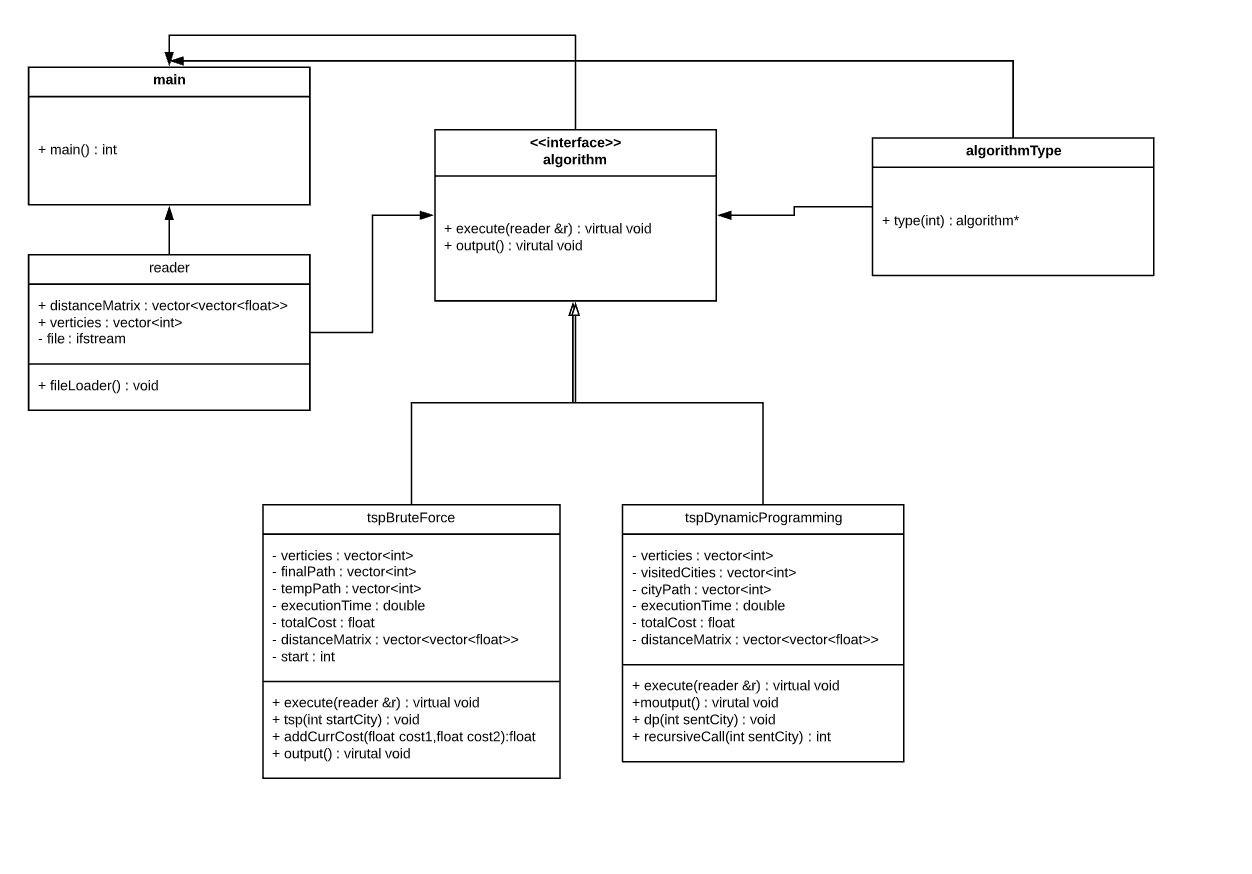 main
+ main() : int
<<interface>>
algorithm
+ execute(reader &r) : virtual void
+ output() : virutal void
algorithmType
+ type(int) : algorithm*
reader
+ distanceMatrix : vector<vector<float>>
+ verticies : vector<int>
- file : ifstream
+ fileLoader() : void
tspBruteForce
- verticies : vector<int>
- finalPath : vector<int>
- tempPath : vector<int>
- executionTime : double
- totalCost : float
- distanceMatrix : vector<vector<float>>
- start : int
+ execute(reader &r) : virtual void
+ tsp(int startCity) : void
+ addCurrCost(float cost1,float cost2):float
+ output() : virutal void
tspDynamicProgramming
- verticies : vector<int>
- visitedCities : vector<int>
- cityPath : vector<int>
- executionTime : double
- totalCost : float
- distanceMatrix : vector<vector<float>>
+ execute(reader &r) : virtual void
+moutput() : virutal void
+ dp(int sentCity) : void
+ recursiveCall(int sentCity) : int